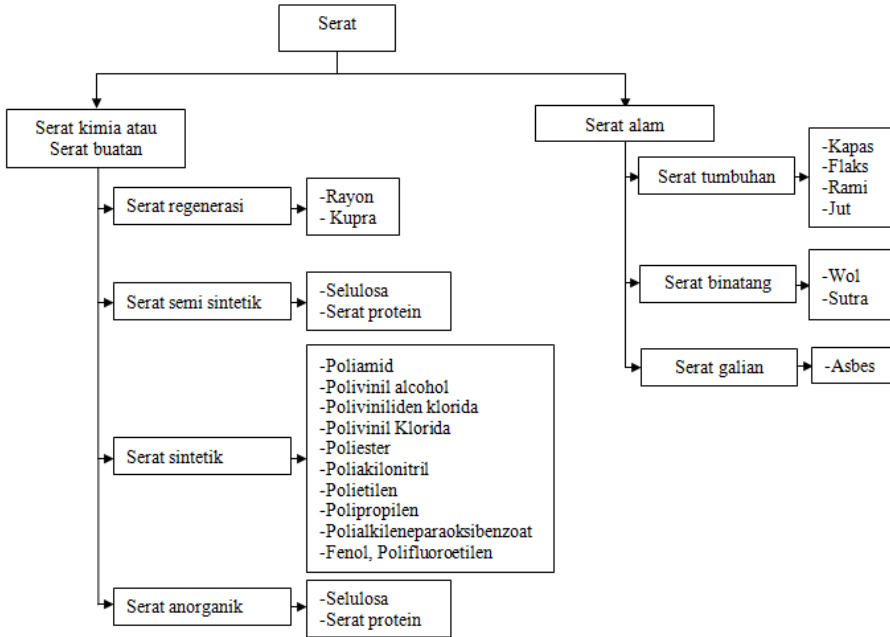 Serat
Serat kimia atau
Serat buatan
Serat regenerasi
-Rayon
- Kupra
Serat semi sintetik
-Selulosa
-Serat protein
Serat sintetik
-Poliamid
-Polivinil alcohol
-Poliviniliden klorida
-Polivinil Klorida
-Poliester
-Poliakilonitril
-Polietilen
-Polipropilen
-Polialkileneparaoksibenzoat
-Fenol, Polifluoroetilen
Serat anorganik
-Selulosa
-Serat protein
Serat alam
Serat tumbuhan
-Kapas
-Flaks
-Rami
-Jut
Serat binatang
-Wol
-Sutra
Serat galian
-Asbes